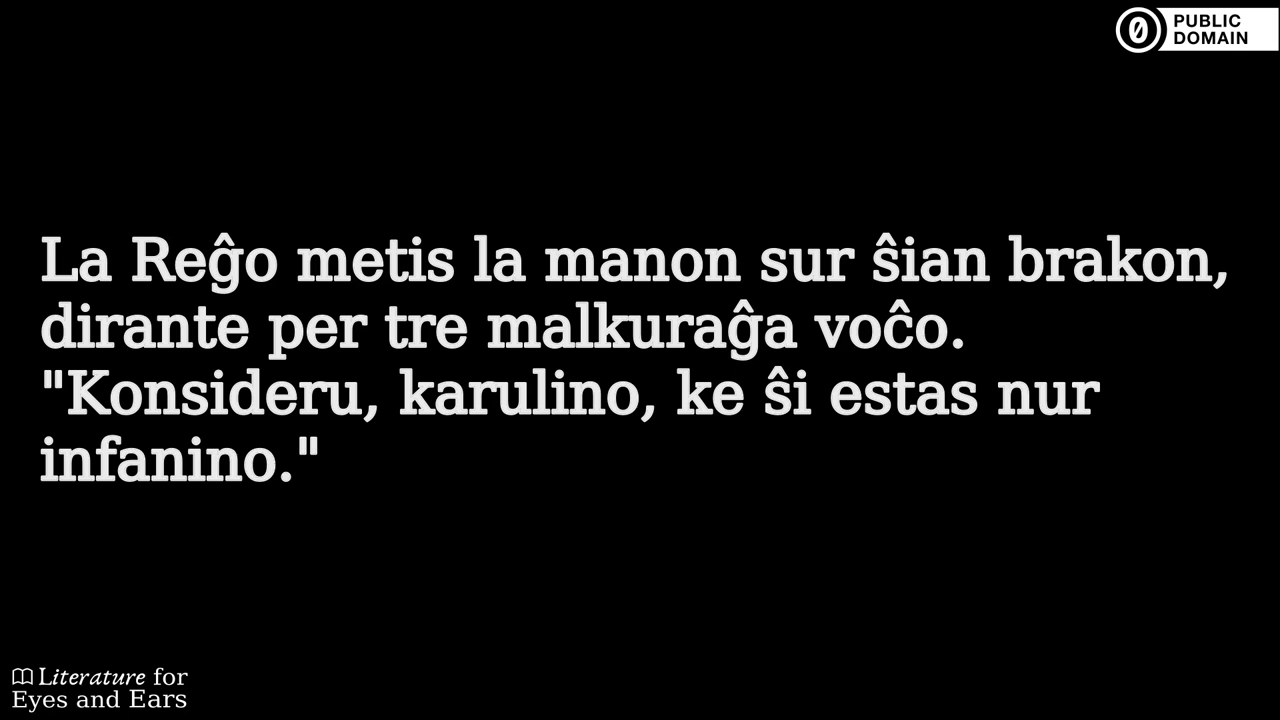 PUBLIC
DOMAIN
La Reĝo metis la manon sur ŝian brakon,
dirante per tre malkuraĝa voĉo.
"Konsideru, karulino, ke ŝi estas nur
infanino."
Literature for
Eyes and Ears